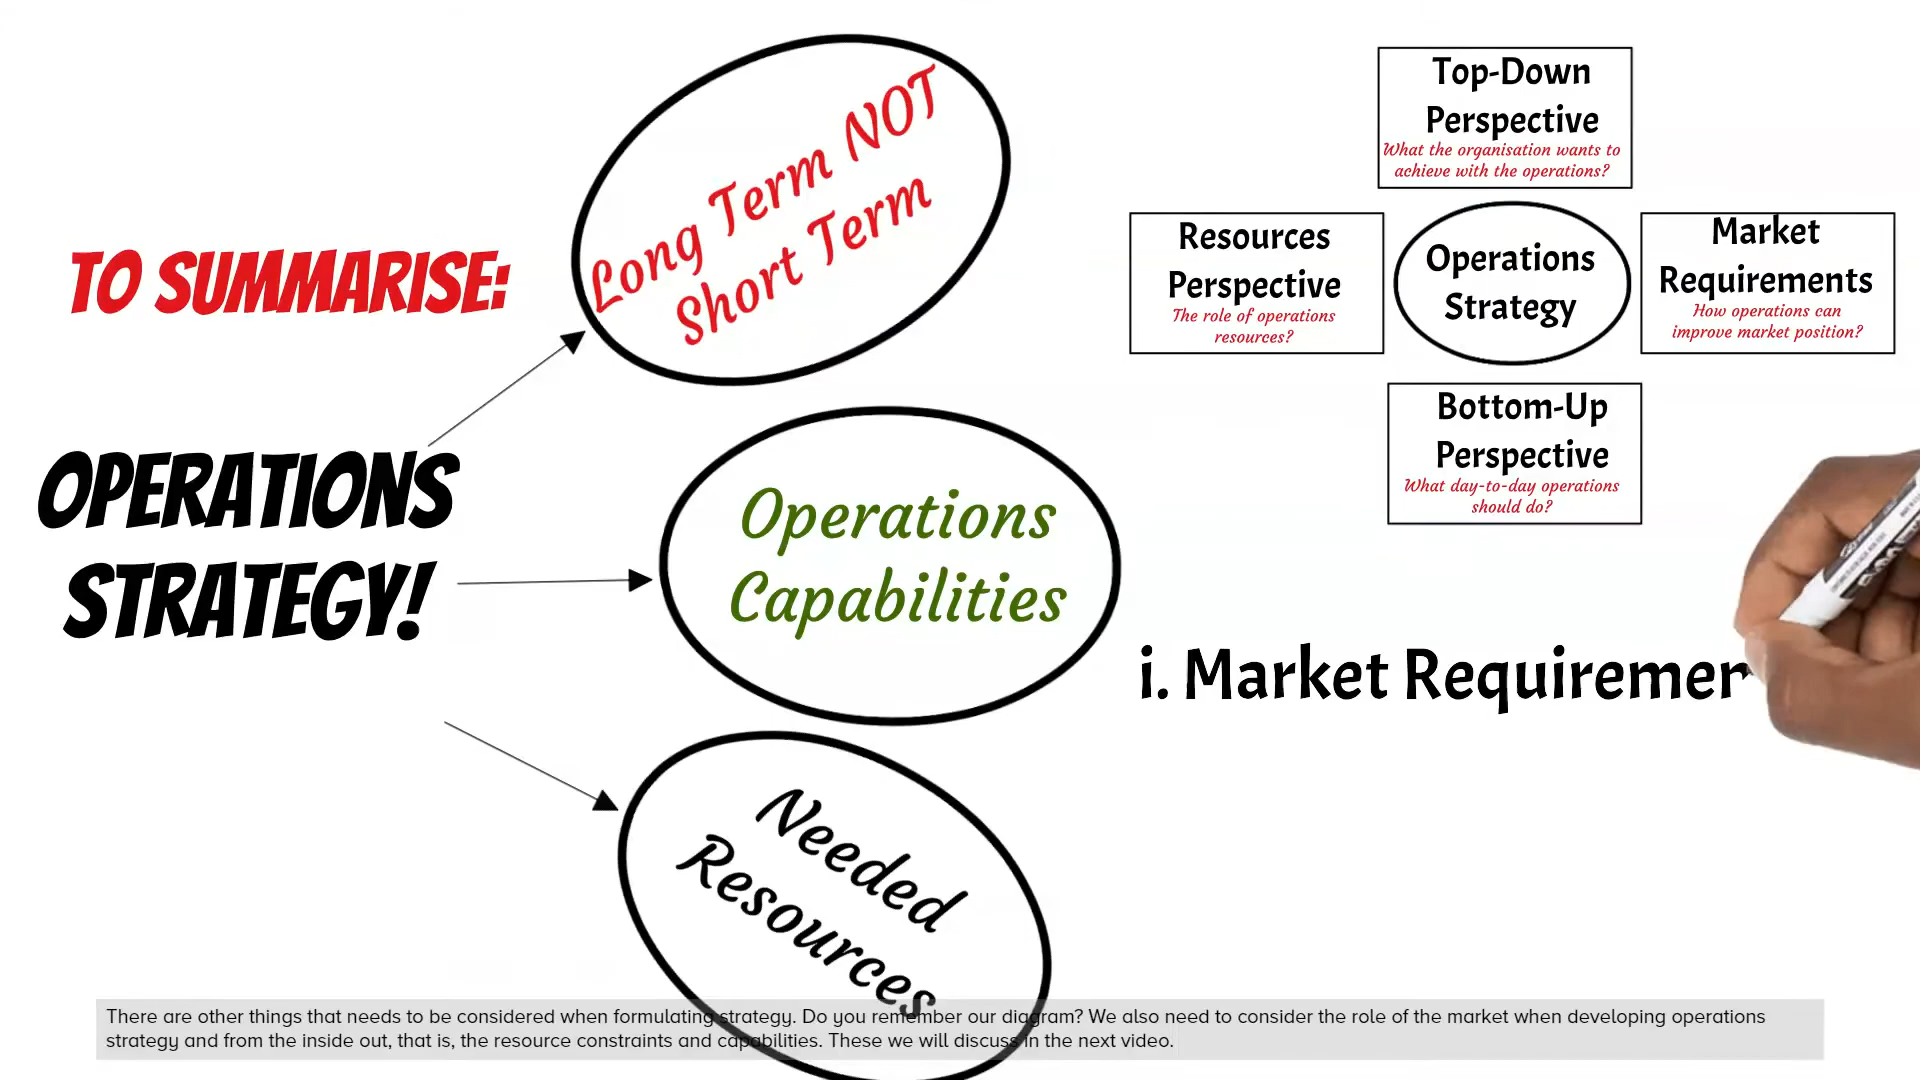 TO SUMMARISE:
OPERATIONS
STRATEGY!
Long Term NOT
Short Term
Operations
Capabilities
Needed
Resources
Top-Down
Perspective
What the organisation wants to
achieve with the operations?
Resources
Perspective
The role of operations
resources?
Operations
Strategy
Market
Requirements
How operations can
improve market position?
Bottom-Up
Perspective
What day-to-day operations
should do?
i. Market Requiremen
There are other things that needs to be considered when formulating strategy. Do you remember our diagram? We also need to consider the role of the market when developing operations
strategy and from the inside out, that is, the resource constraints and capabilities. These we will discuss in the next video.